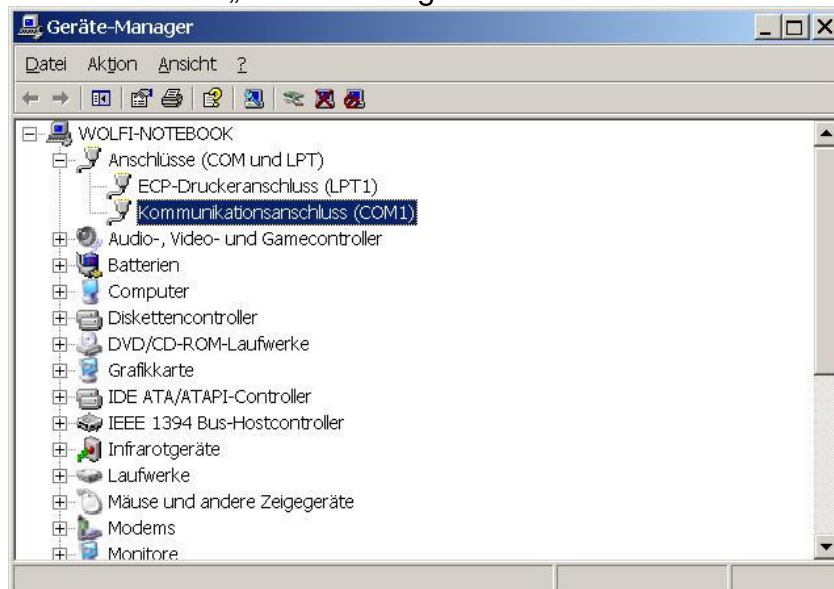 Geräte-Manager
Datei Aktion Ansicht ?
WOLFI-NOTEBOOK
Anschlüsse (COM und LPT)
ECP-Druckeranschluss (LPT1)
Kommunikationsanschluss (COM1)
Audio-, Video- und Gamecontroller
Batterien
Computer
Diskettencontroller
DVD/CD-ROM-Laufwerke
Grafikkarte
IDE ATA/ATAPI-Controller
IEEE 1394 Bus-Hostcontroller
Infrarotgeräte
Laufwerke
Mäuse und andere Zeigegeräte
Modems
Monitore